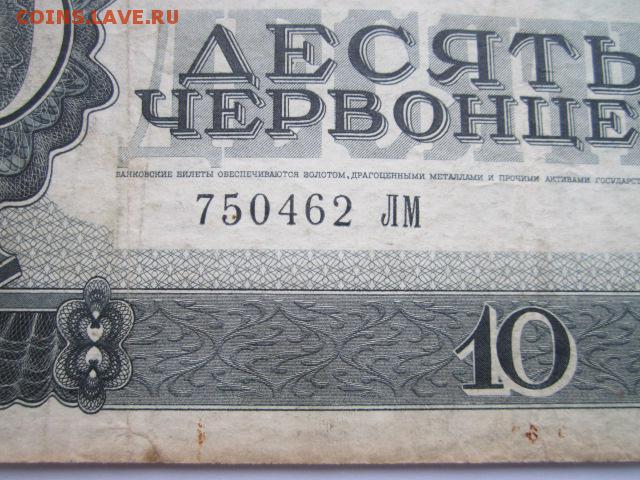 COINS.LAVE.RU
ДЕСЯТЬ
ЧЕРВОНЦЕ
БАНКОВСКИЕ БИЛЕТЫ ОБЕСПЕЧИВАЮТСЯ ЗОЛОТОМ, ДРАГОЦЕННЫМИ МЕТАЛЛАМИ И ПРОЧИМИ АКТИВАМИ ГОСУДАРСТ
750462 ЛМ
10